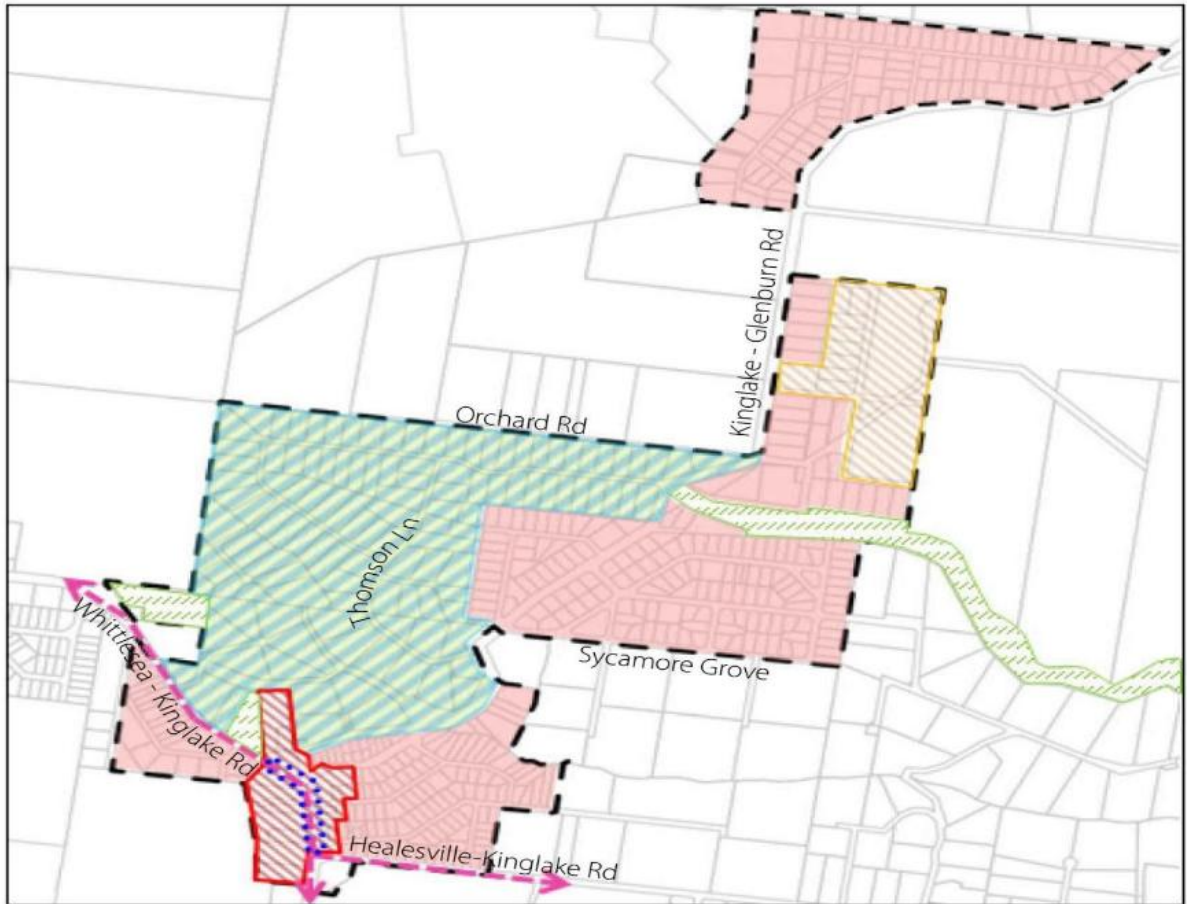 Kinglake - Glenburn Rd
Orchard Rd
Thomson Ln
Whittlesea - Kinglake Rd
Sycamore Grove
Healesville-Kinglake Rd